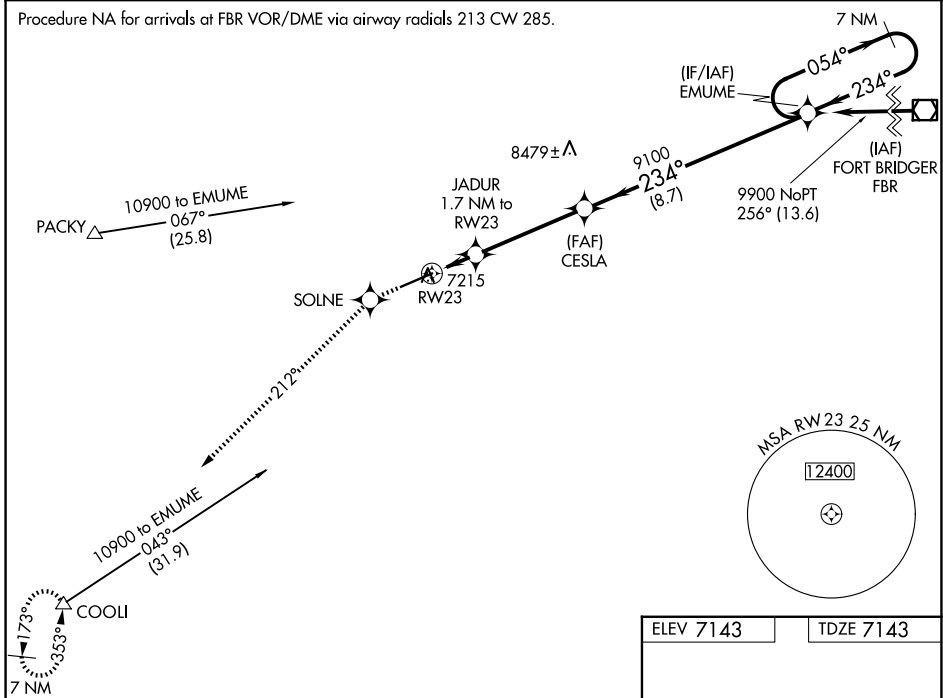 Procedure NA for arrivals at FBR VOR/DME via airway radials 213 CW 285.
7 NM
054°
234°
(IF/IAF)
EMUME
(IAF)
FORT BRIDGER
FBR
9900 NoPT
256° (13.6)
8479±
9100
234°
(8.7)
JADUR
1.7 NM to
RW23
(FAF)
CESLA
10900 to EMUME
067°
(25.8)
PACKY
7215
RW23
SOLNE
212°
MSA RW 23 25 NM
12400
10900 to EMUME
043°
(31.9)
COOLI
173°
353°
7 NM
ELEV 7143
TDZE 7143